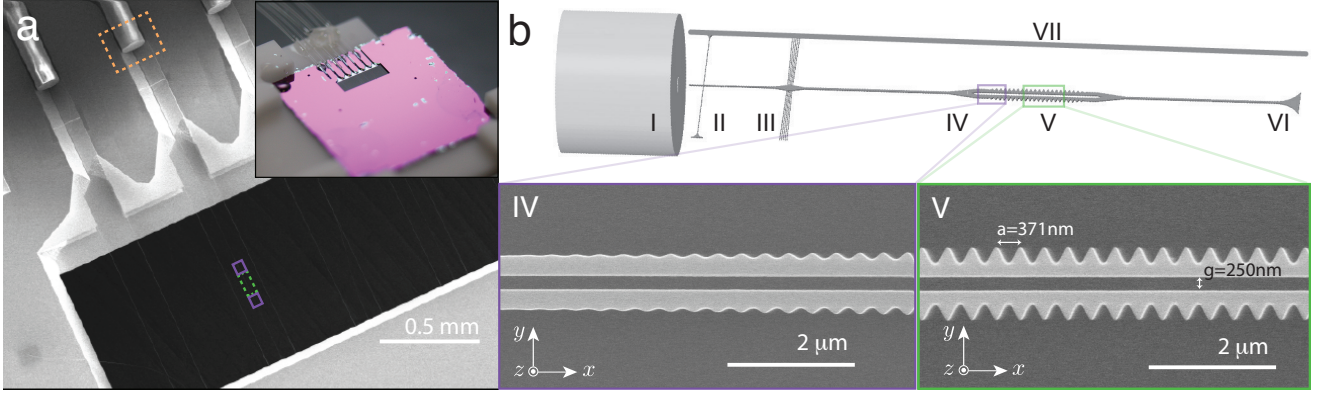 a
0.5 mm
b
I
II
III
IV
V
VI
VII
IV
y
z
x
2 μm
V
a=371nm
g=250nm
y
z
x
2 μm